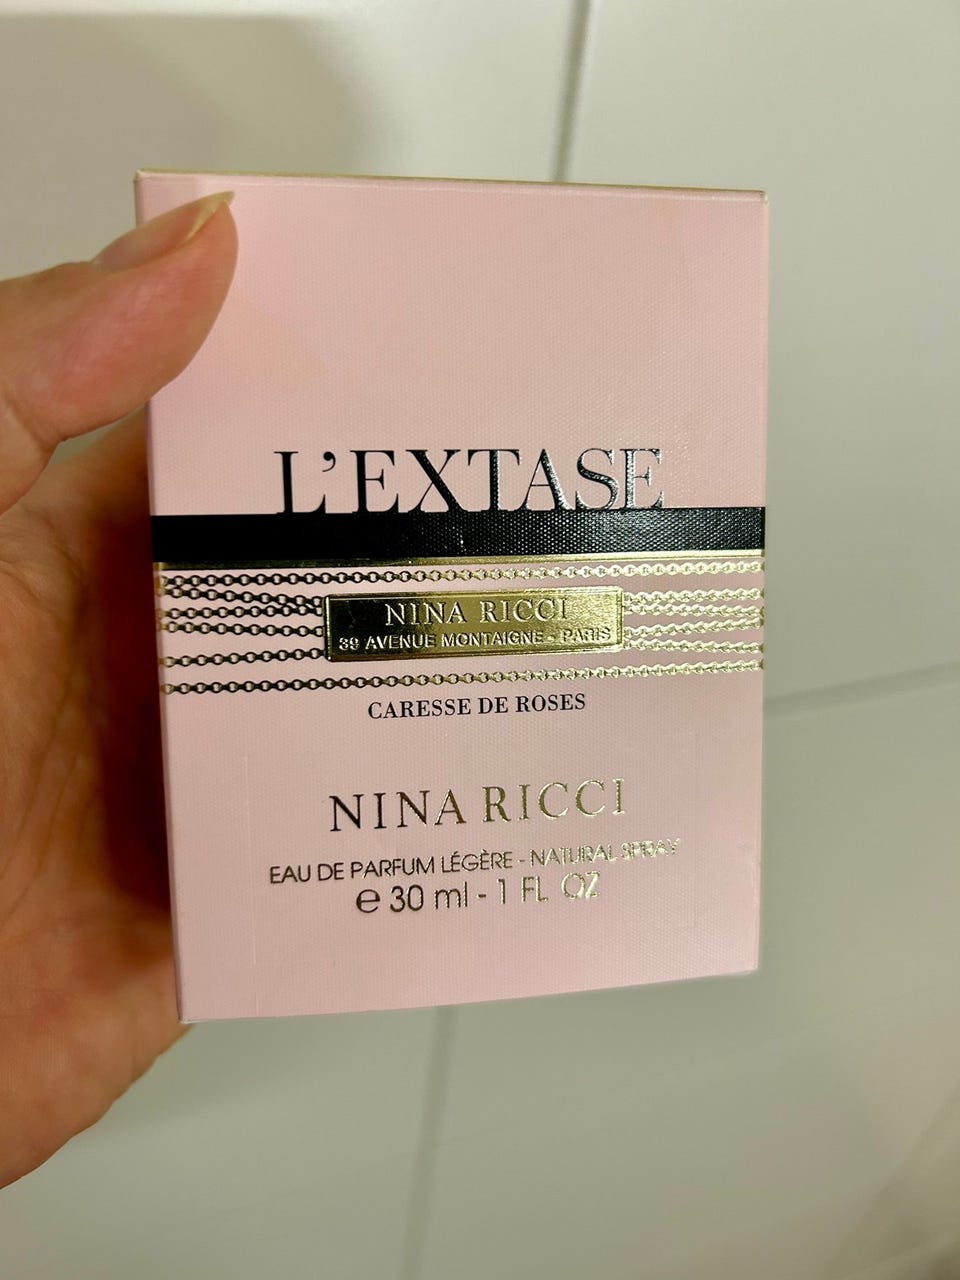 L'EXTASE
NINA RICCI
39 AVENUE MONTAIGNE - PARIS
CARESSE DE ROSES
NINA RICCI
EAU DE PARFUM LÉGÈRE - NATURAL SPRAY
e 30 ml - 1 FL OZ